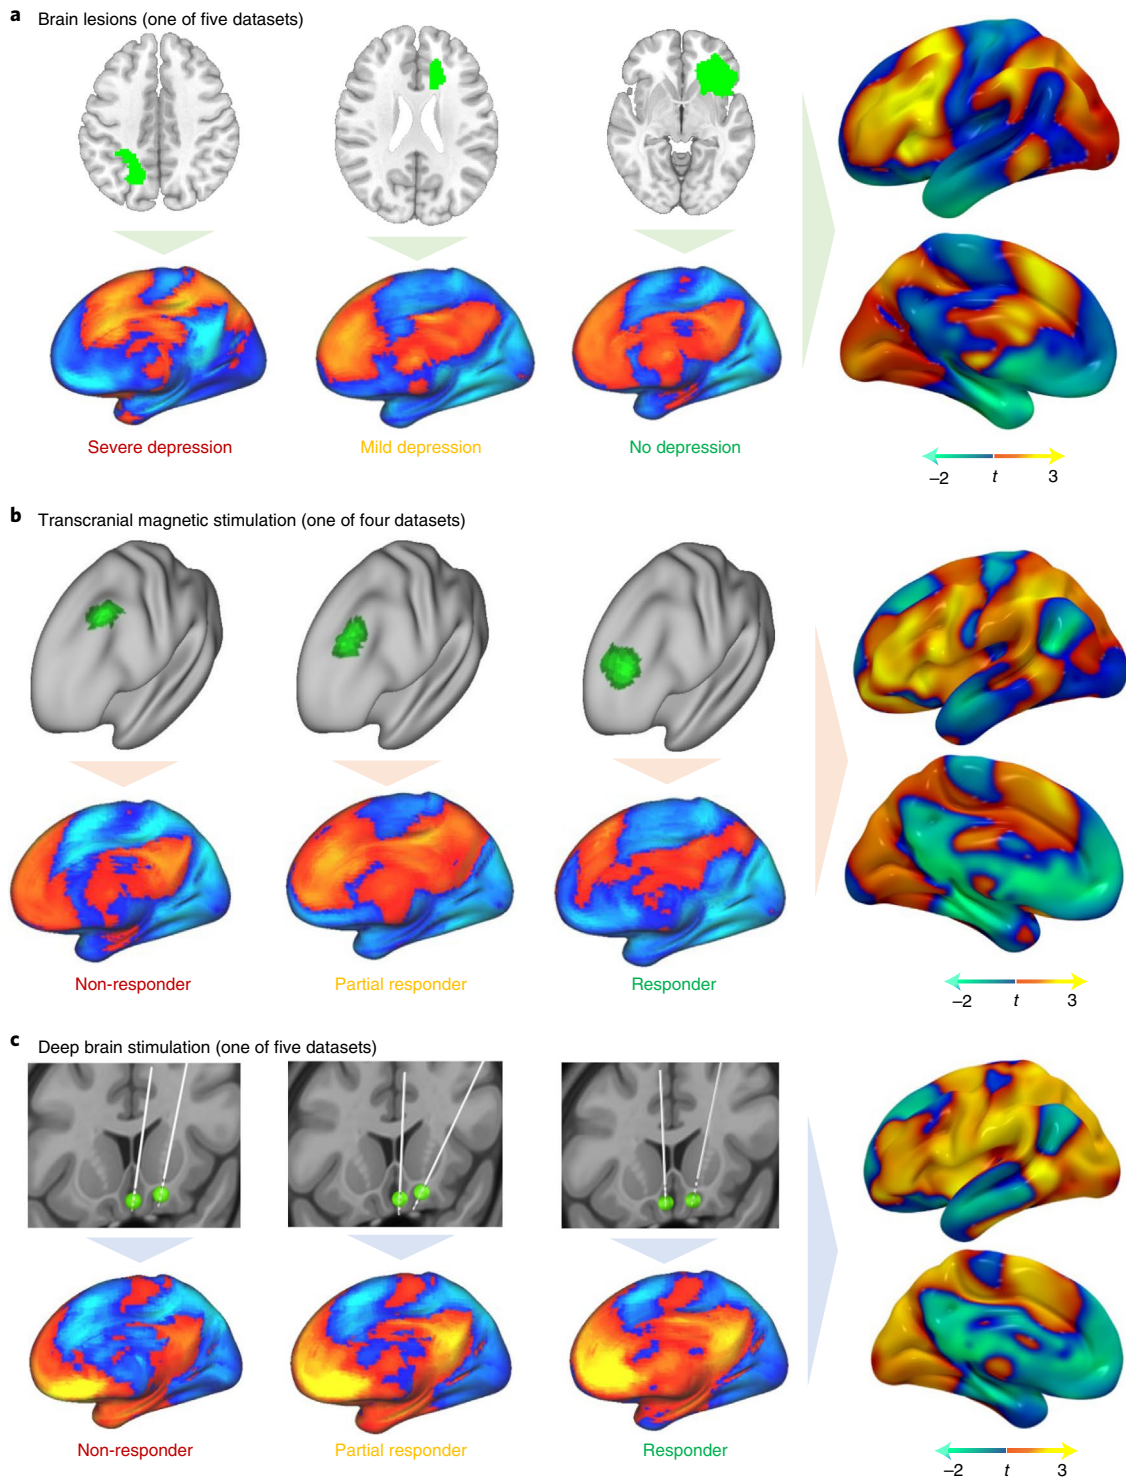 a Brain lesions (one of five datasets)
Severe depression
Mild depression
No depression
–2 t 3
b Transcranial magnetic stimulation (one of four datasets)
Non-responder
Partial responder
Responder
–2 t 3
c Deep brain stimulation (one of five datasets)
Non-responder
Partial responder
Responder
–2 t 3